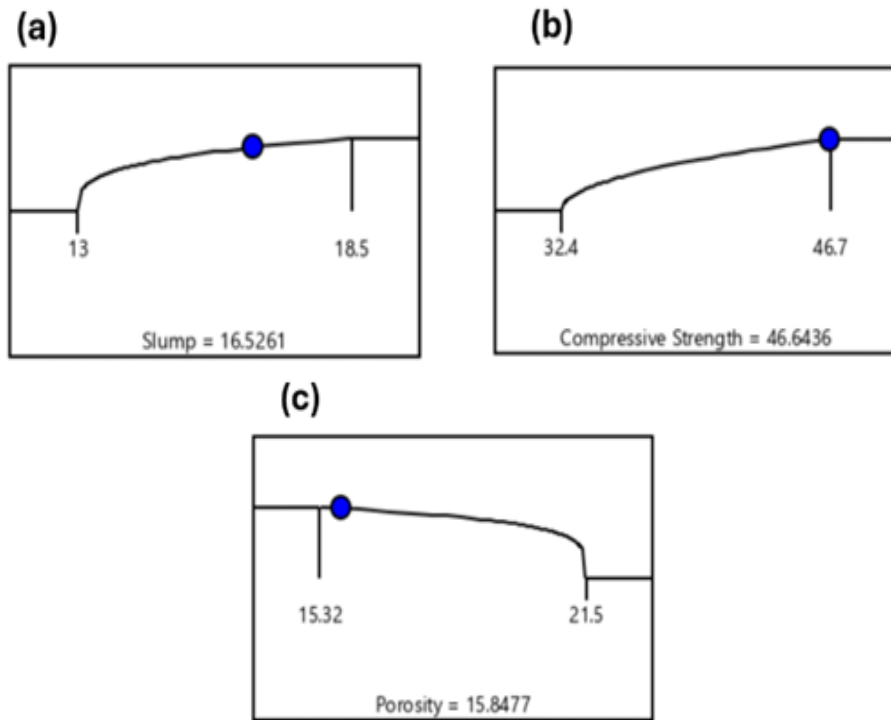 (a)
13
18.5
Slump = 16.5261
(b)
32.4
46.7
Compressive Strength = 46.6436
(c)
15.32
21.5
Porosity = 15.8477